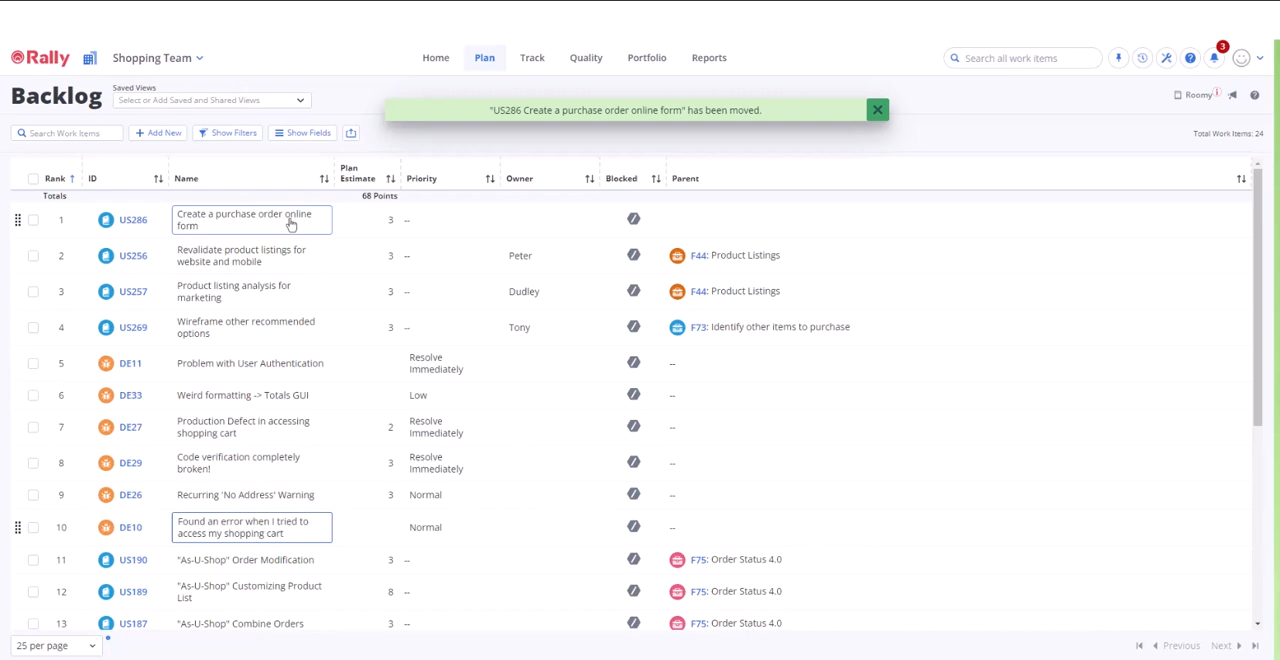 Rally
Shopping Team
Home
Plan
Track
Quality
Portfolio
Reports
Search all work items
3
Backlog
Saved Views
Select or Add Saved and Shared Views
"US286 Create a purchase order online form" has been moved.
Roomy
Search Work Items
Add New
Show Filters
Show Fields
Total Work Items: 24
Rank
ID
Name
Plan
Estimate
Priority
Owner
Blocked
Parent
Totals
68 Points
1 US286 Create a purchase order online
form
3 --
2 US256 Revalidate product listings for
website and mobile
3 -- Peter F44: Product Listings
3 US257 Product listing analysis for
marketing
3 -- Dudley F44: Product Listings
4 US269 Wireframe other recommended
options
3 -- Tony F73: Identify other items to purchase
5 DE11 Problem with User Authentication
Resolve
Immediately
--
6 DE33 Weird formatting -> Totals GUI Low --
7 DE27 Production Defect in accessing
shopping cart
2 Resolve
Immediately
--
8 DE29 Code verification completely
broken!
3 Resolve
Immediately
--
9 DE26 Recurring 'No Address' Warning 3 Normal --
10 DE10 Found an error when I tried to
access my shopping cart
Normal --
11 US190 "As-U-Shop" Order Modification 3 -- F75: Order Status 4.0
12 US189 "As-U-Shop" Customizing Product
List
8 -- F75: Order Status 4.0
13 US187 "As-U-Shop" Combine Orders 3 -- F75: Order Status 4.0
25 per page
Previous
Next